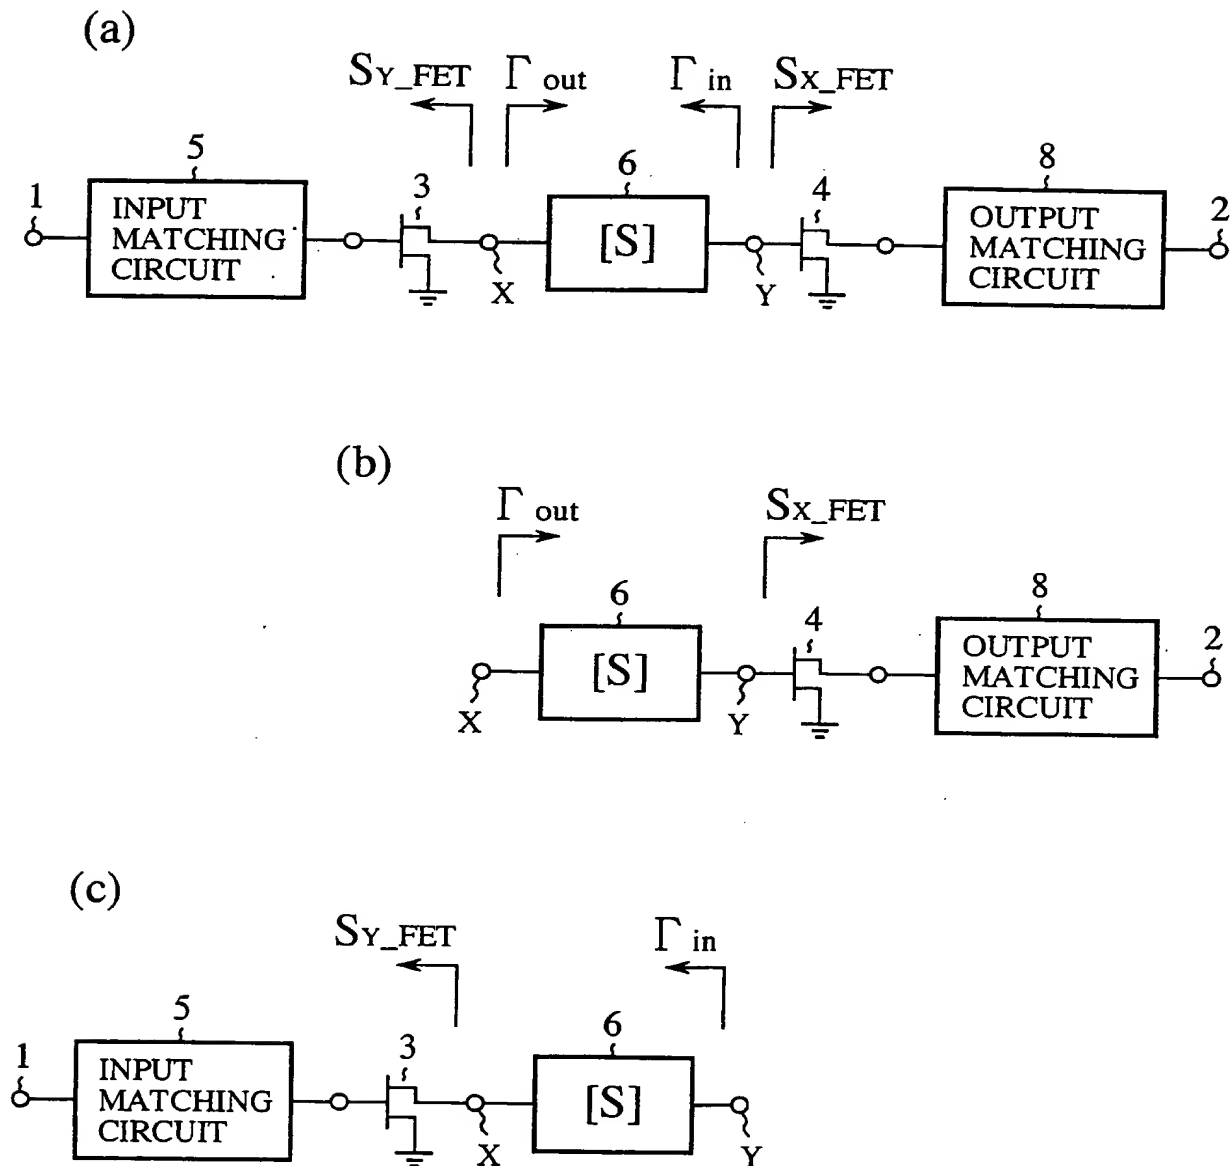 (a)
SY_FET Γ out Γ in SX_FET
5 3 6 4 8
1 INPUT MATCHING CIRCUIT [S] OUTPUT MATCHING CIRCUIT 2
X Y
(b)
Γ out SX_FET
6 4 8
[S] OUTPUT MATCHING CIRCUIT 2
X Y
(c)
SY_FET Γ in
5 3 6
1 INPUT MATCHING CIRCUIT [S]
X Y